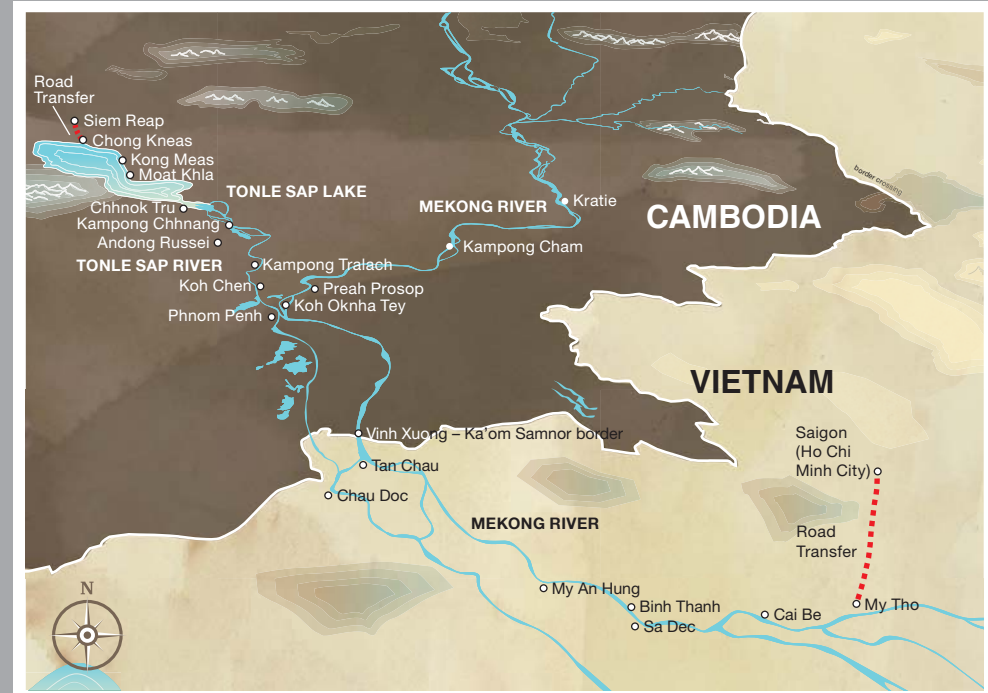 Road
Transfer
Siem Reap
Chong Kneas
Kong Meas
Moat Khla
TONLE SAP LAKE
Chhnok Tru
Kampong Chhnang
Andong Russei
TONLE SAP RIVER
Kampong Tralach
Koh Chen
Preah Prosop
Koh Oknha Tey
Phnom Penh
MEKONG RIVER
Kratie
Kampong Cham
border crossing
CAMBODIA
VIETNAM
Vinh Xuong – Ka'om Samnor border
Tan Chau
Chau Doc
MEKONG RIVER
Saigon
(Ho Chi
Minh City)
Road
Transfer
My An Hung
Binh Thanh
Sa Dec
Cai Be
My Tho
N